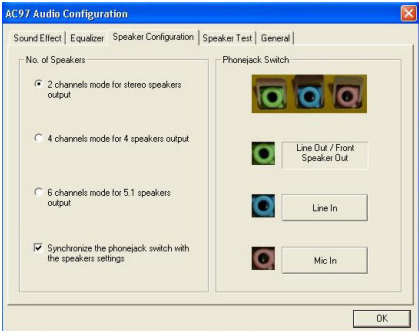 AC97 Audio Configuration
Sound Effect Equalizer Speaker Configuration Speaker Test General
No. of Speakers
2 channels mode for stereo speakers
output
4 channels mode for 4 speakers output
6 channels mode for 5.1 speakers
output
Synchronize the phonejack switch with
the speakers settings
Phonejack Switch
Line Out / Front
Speaker Out
Line In
Mic In
OK